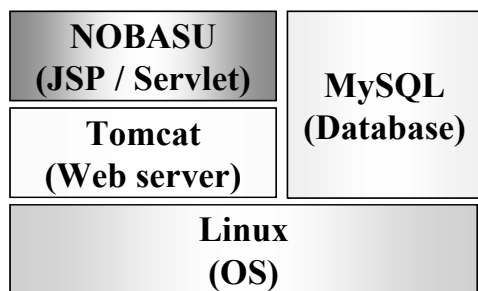 NOBASU
(JSP / Servlet)
MySQL
(Database)
Tomcat
(Web server)
Linux
(OS)